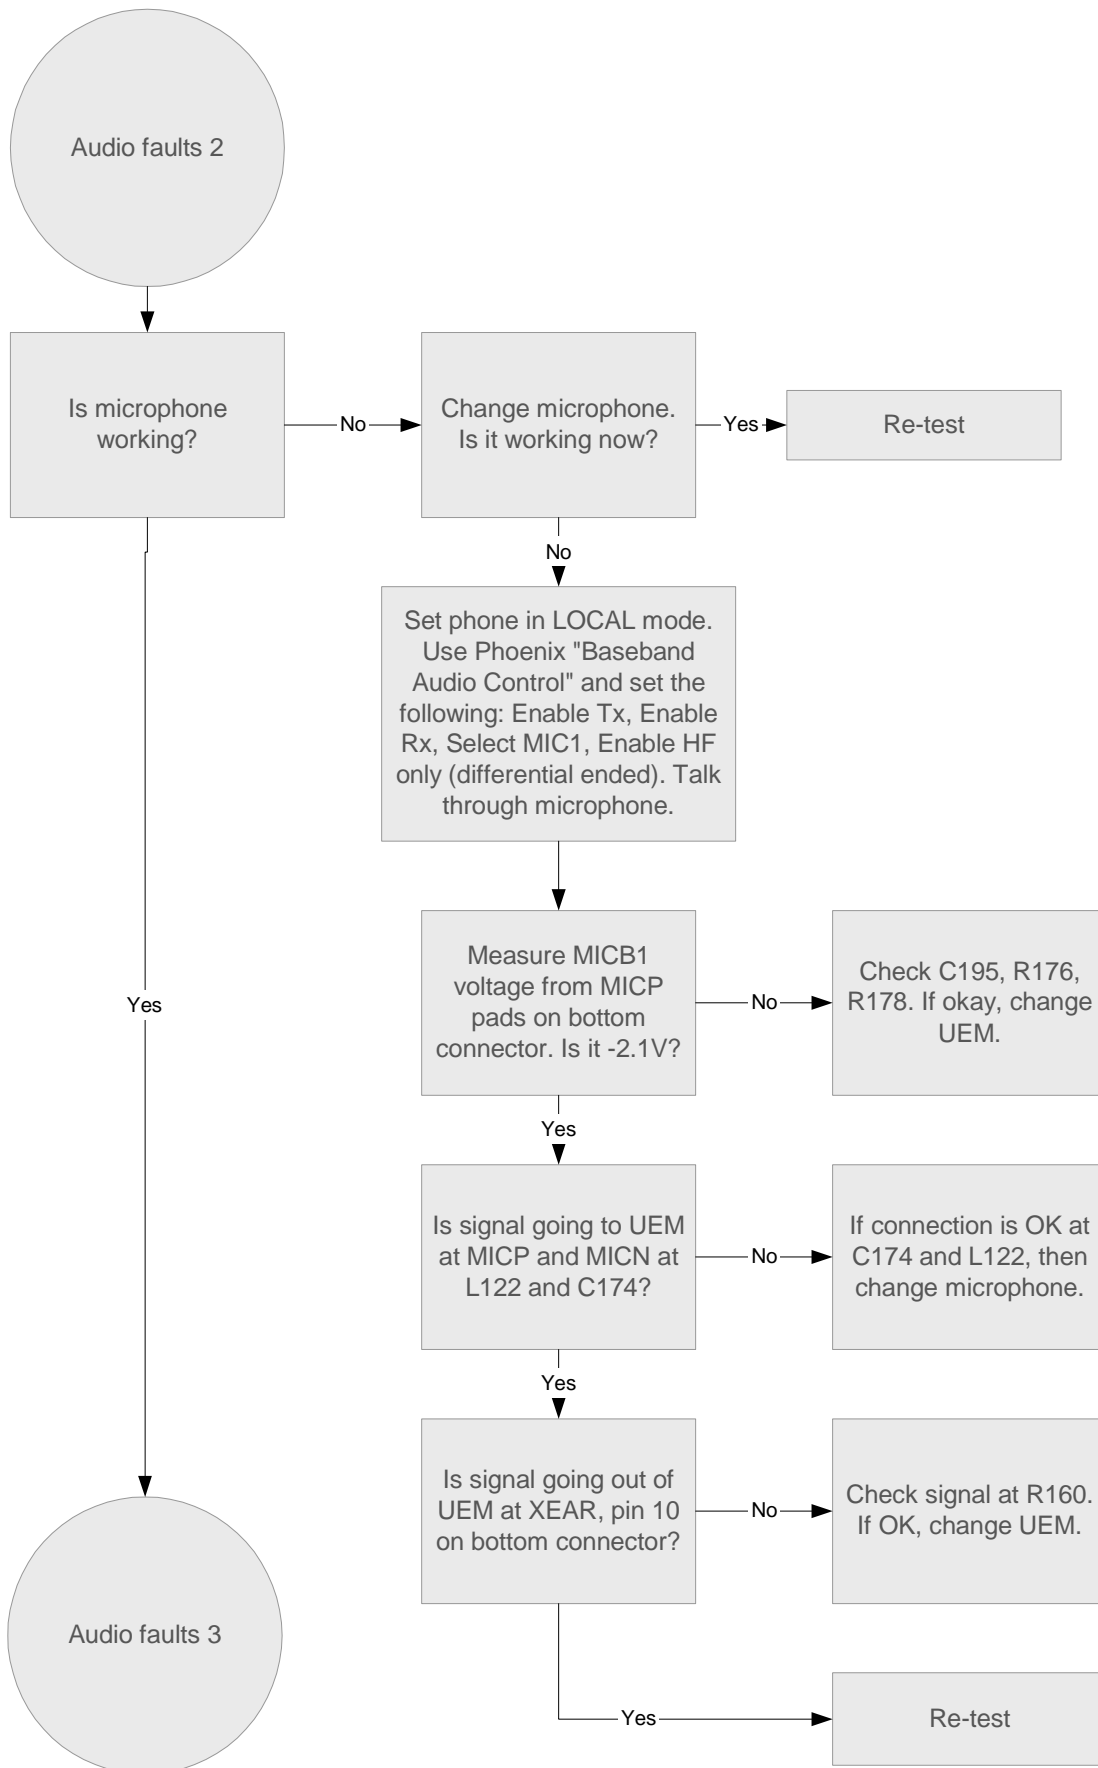 Audio faults 2
Is microphone
working?
No
Change microphone.
Is it working now?
Yes
Re-test
No
Set phone in LOCAL mode.
Use Phoenix "Baseband
Audio Control" and set the
following: Enable Tx, Enable
Rx, Select MIC1, Enable HF
only (differential ended). Talk
through microphone.
Measure MICB1
voltage from MICP
pads on bottom
connector. Is it -2.1V?
No
Check C195, R176,
R178. If okay, change
UEM.
Yes
Yes
Is signal going to UEM
at MICP and MICN at
L122 and C174?
No
If connection is OK at
C174 and L122, then
change microphone.
Yes
Is signal going out of
UEM at XEAR, pin 10
on bottom connector?
No
Check signal at R160.
If OK, change UEM.
Audio faults 3
Yes
Re-test